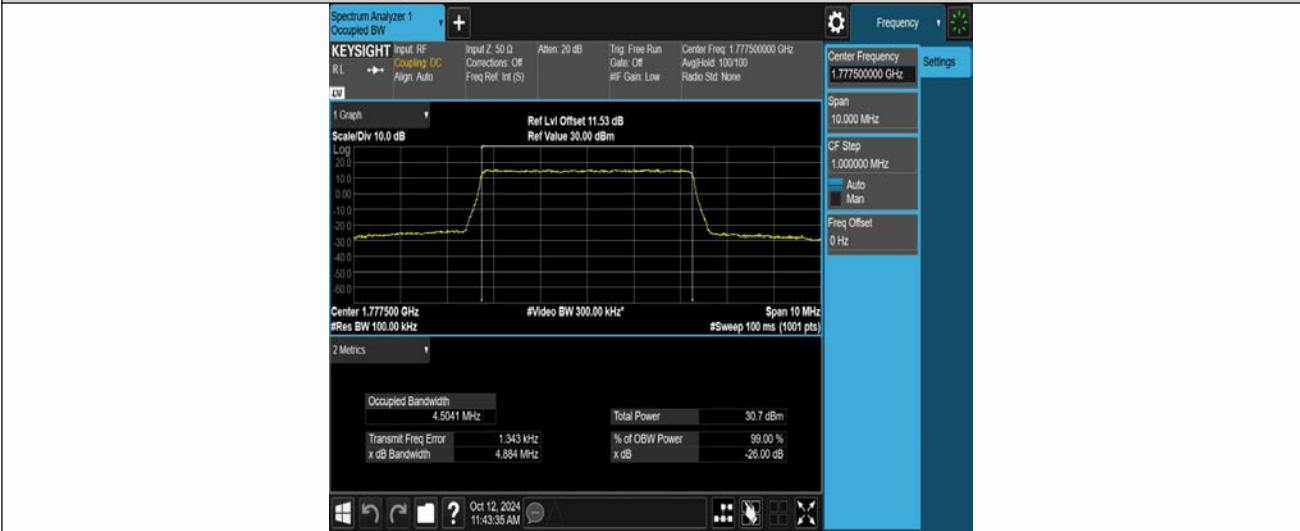 Spectrum Analyzer 1
Occupied BW
+
Frequency
KEYSIGHT
RL
Input: RF
Coupling: DC
Align: Auto
Input Z: 50 Ω
Corrections: Off
Freq Ref: Int (S)
Atten: 20 dB
Trig: Free Run
Gate: Off
#IF Gain: Low
Center Freq: 1.777500000 GHz
Avg|Hold: 100/100
Radio Std: None
Center Frequency
1.777500000 GHz
Settings
Span
10.000 MHz
CF Step
1.000000 MHz
Auto
Man
Freq Offset
0 Hz
1 Graph
Scale/Div 10.0 dB
Ref Lvl Offset 11.53 dB
Ref Value 30.00 dBm
Log
20.0
10.0
0.00
-10.0
-20.0
-30.0
-40.0
-50.0
-60.0
Center 1.777500 GHz
#Res BW 100.00 kHz
#Video BW 300.00 kHz*
Span 10 MHz
#Sweep 100 ms (1001 pts)
2 Metrics
Occupied Bandwidth
4.5041 MHz
Total Power 30.7 dBm
Transmit Freq Error 1.343 kHz
% of OBW Power 99.00 %
x dB Bandwidth 4.884 MHz
x dB -26.00 dB
?
Oct 12, 2024
11:43:35 AM